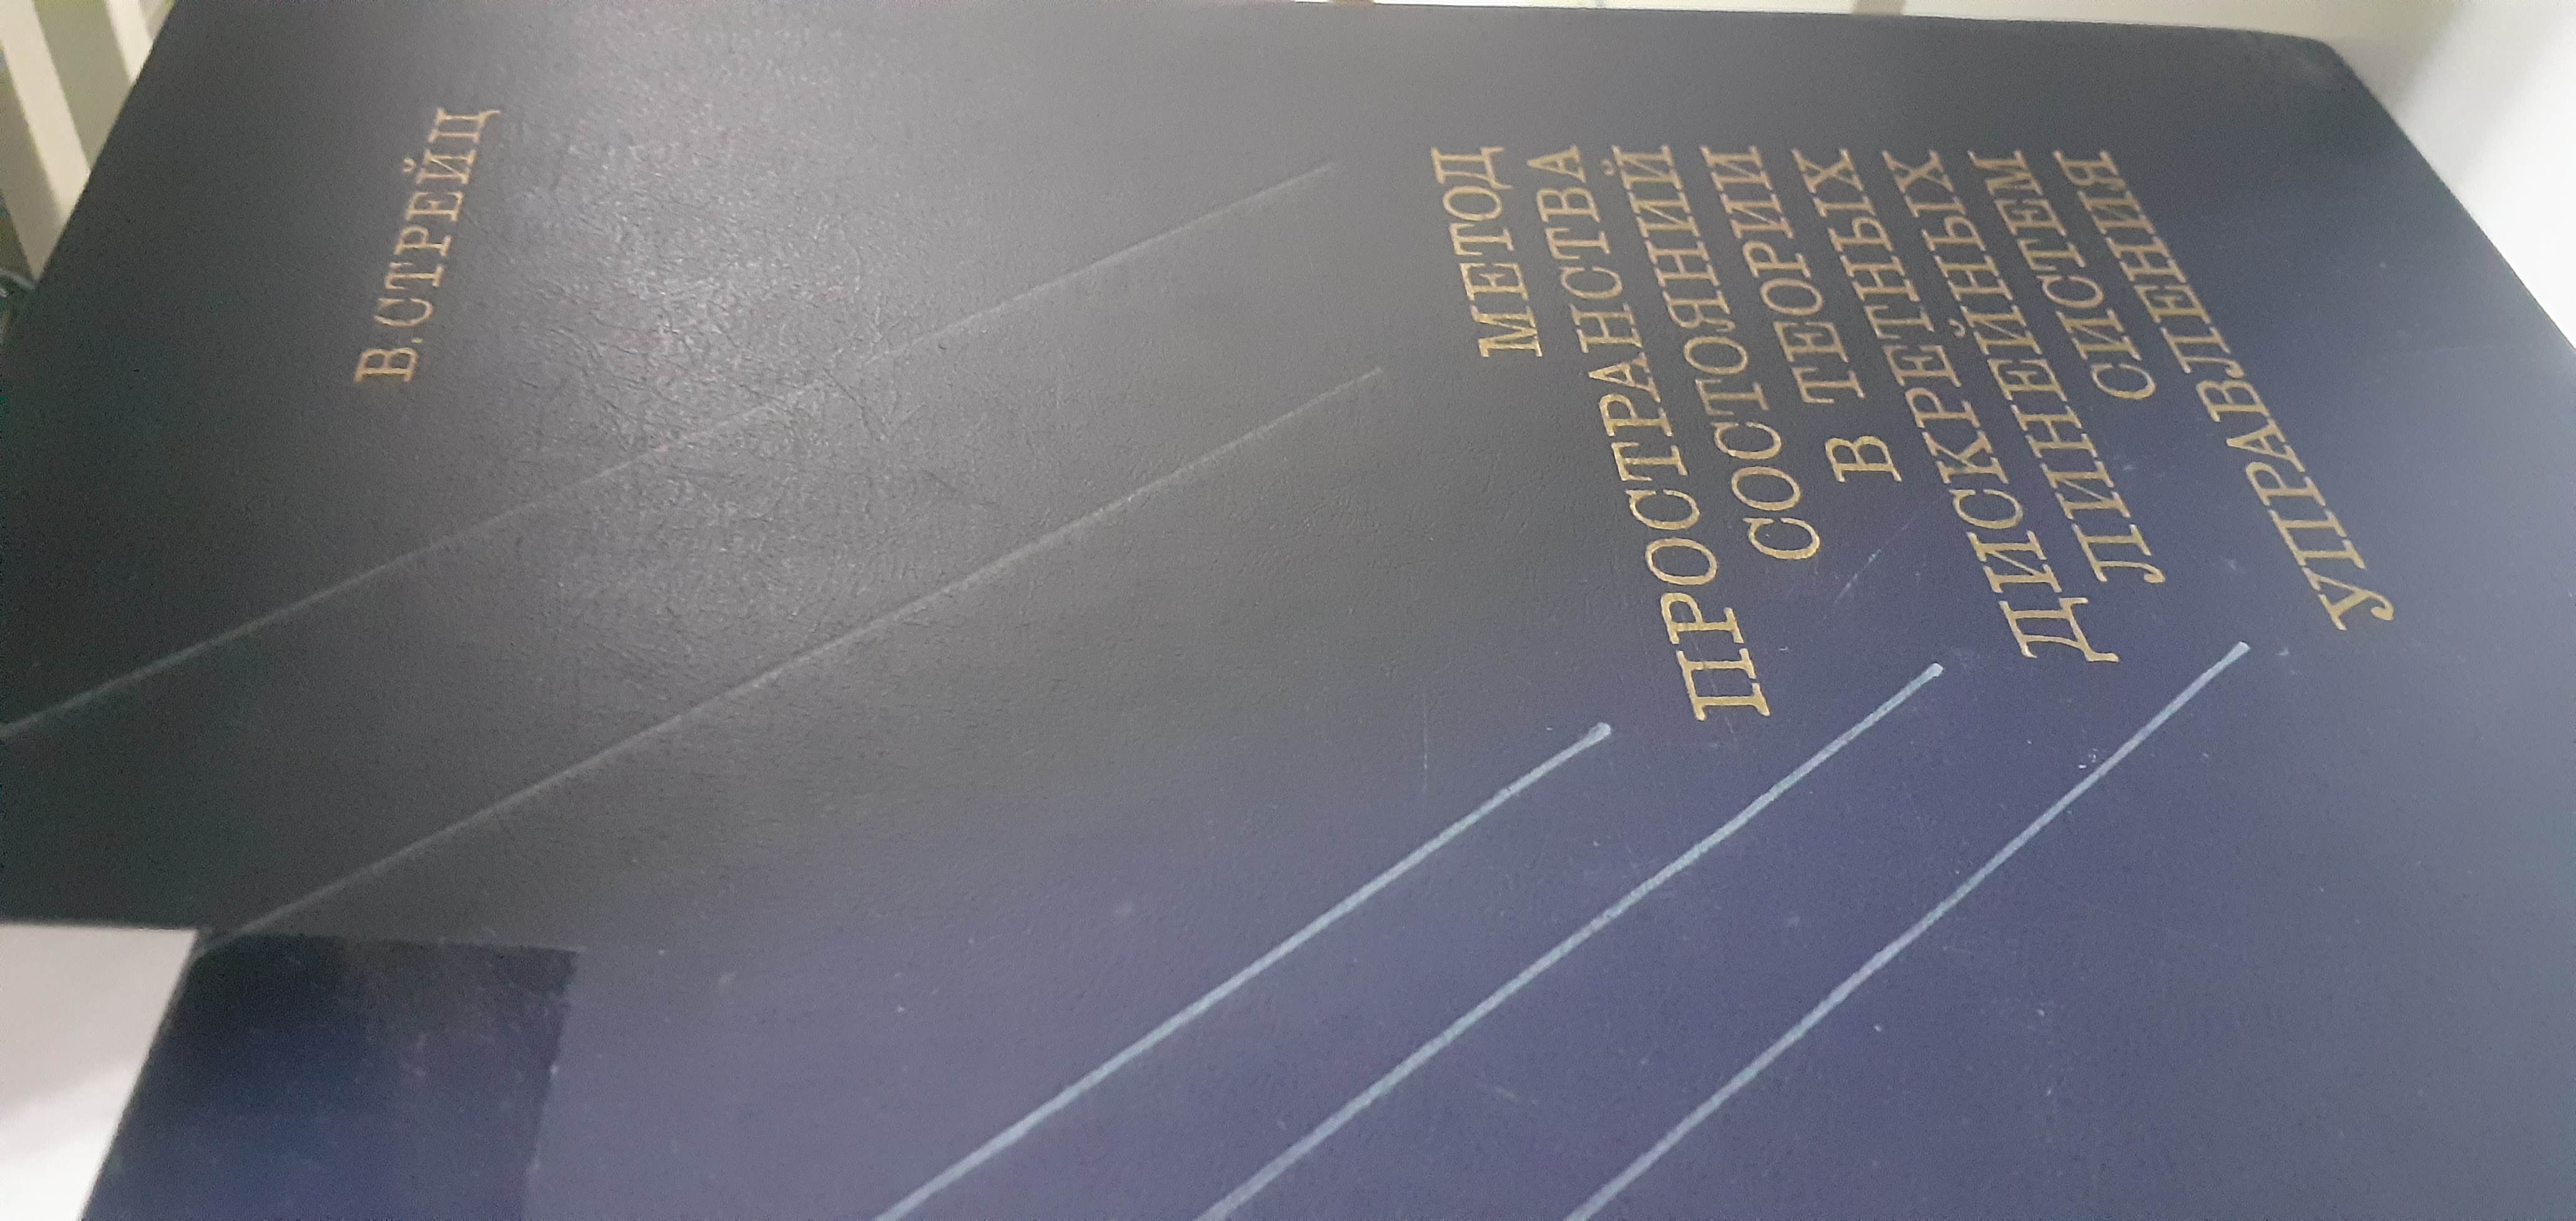 В. СТРЕЙЦ
МЕТОД
ПРОСТРАНСТВА
СОСТОЯНИЙ
В ТЕОРИИ
ДИСКРЕТНЫХ
ЛИНЕЙНЫХ
СИСТЕМ
УПРАВЛЕНИЯ